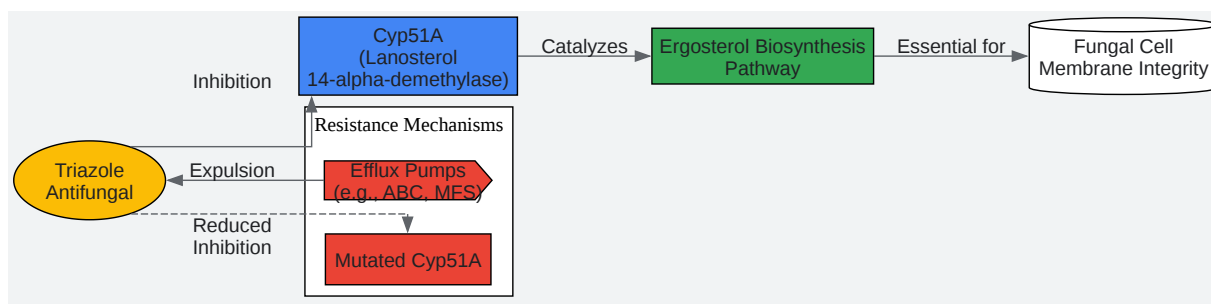 Cyp51A
(Lanosterol
14-alpha-demethylase)
Catalyzes
Ergosterol Biosynthesis
Pathway
Essential for
Fungal Cell
Membrane Integrity
Inhibition
Resistance Mechanisms
Triazole
Antifungal
Expulsion
Efflux Pumps
(e.g., ABC, MFS)
Reduced
Inhibition
Mutated Cyp51A